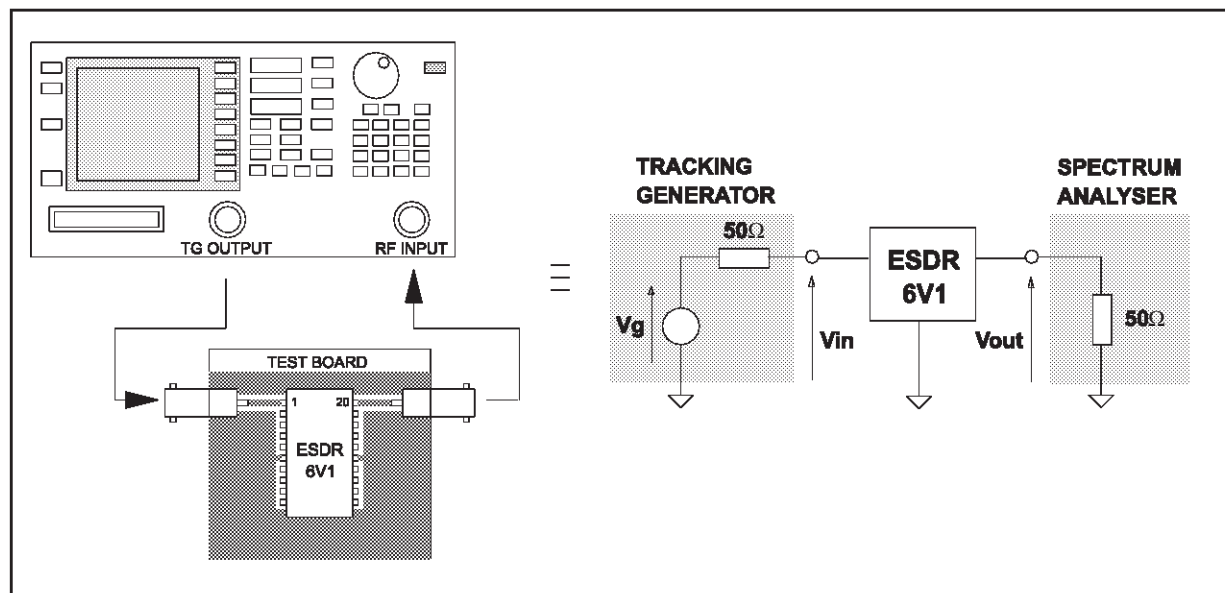 TG OUTPUT
RF INPUT
TEST BOARD
1
20
ESDR
6V1
TRACKING
GENERATOR
50Ω
Vg
Vin
ESDR
6V1
Vout
SPECTRUM
ANALYSER
50Ω